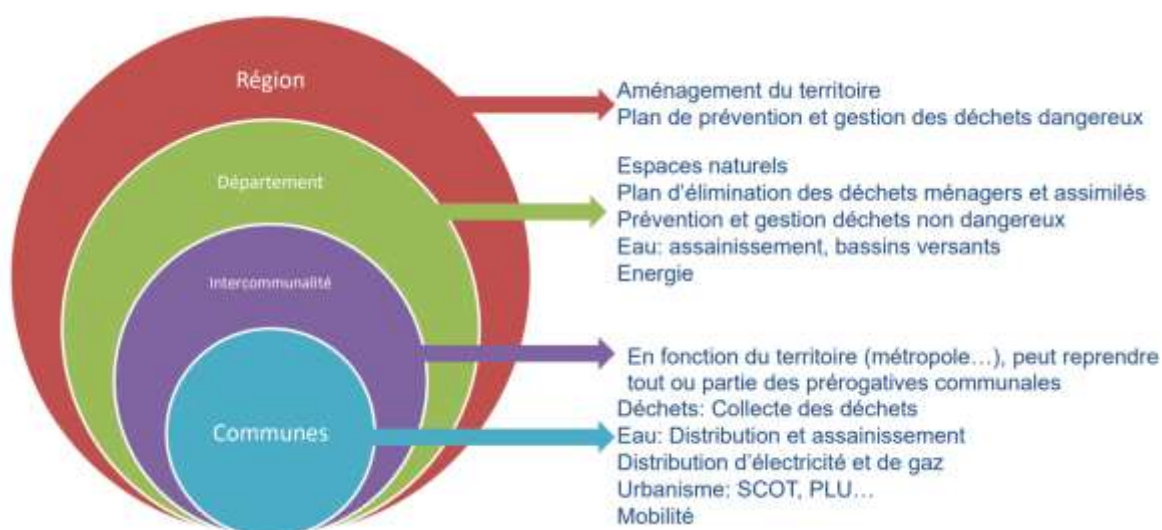 Région
Aménagement du territoire
Plan de prévention et gestion des déchets dangereux
Département
Espaces naturels
Plan d'élimination des déchets ménagers et assimilés
Prévention et gestion déchets non dangereux
Eau: assainissement, bassins versants
Energie
Intercommunalité
En fonction du territoire (métropole…), peut reprendre
tout ou partie des prérogatives communales
Communes
Déchets: Collecte des déchets
Eau: Distribution et assainissement
Distribution d'électricité et de gaz
Urbanisme: SCOT, PLU…
Mobilité